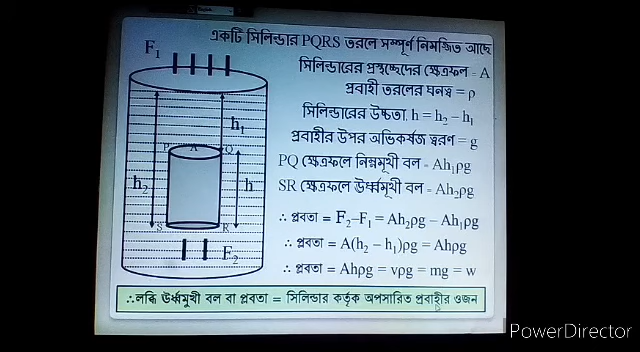 একটি সিলিন্ডার PQRS তরলে সম্পূর্ণ নিমজ্জিত আছে
F₁
সিলিন্ডারের প্রস্থচ্ছেদের ক্ষেত্রফল - A
প্রবাহী তরলের ঘনত্ব = ρ
সিলিন্ডারের উচ্চতা, h = h₂ – h₁
প্রবাহীর উপর অভিকর্ষজ ত্বরণ = g
PQ ক্ষেত্রফলে নিম্নমূখী বল - Ah₁ρg
SR ক্ষেত্রফলে উর্ধ্বমূখী বল - Ah₂ρg
∴ প্লবতা = F₂–F₁ = Ah₂ρg – Ah₁ρg
∴ প্লবতা = A(h₂ – h₁)ρg = Ahρg
∴ প্লবতা = Ahρg = vρg = mg = w
h₁
P A Q
h₂
h
S R
F₂
∴লব্ধি উর্ধ্বমুখী বল বা প্লবতা = সিলিন্ডার কর্তৃক অপসারিত প্রবাহীর ওজন
PowerDirector